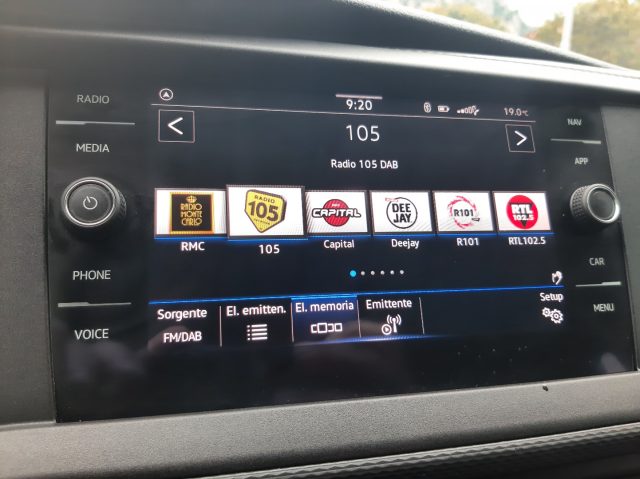 RADIO
MEDIA
PHONE
VOICE
9:20
19.0°C
105
Radio 105 DAB
RADIO
MONTE
CARLO
RADIO
105
CAPITAL
DEE
JAY
R101
RTL
102.5
RMC
105
Capital
Deejay
R101
RTL102.5
Sorgente
FM/DAB
El. emitten.
El. memoria
Emittente
Setup
NAV
APP
CAR
MENU